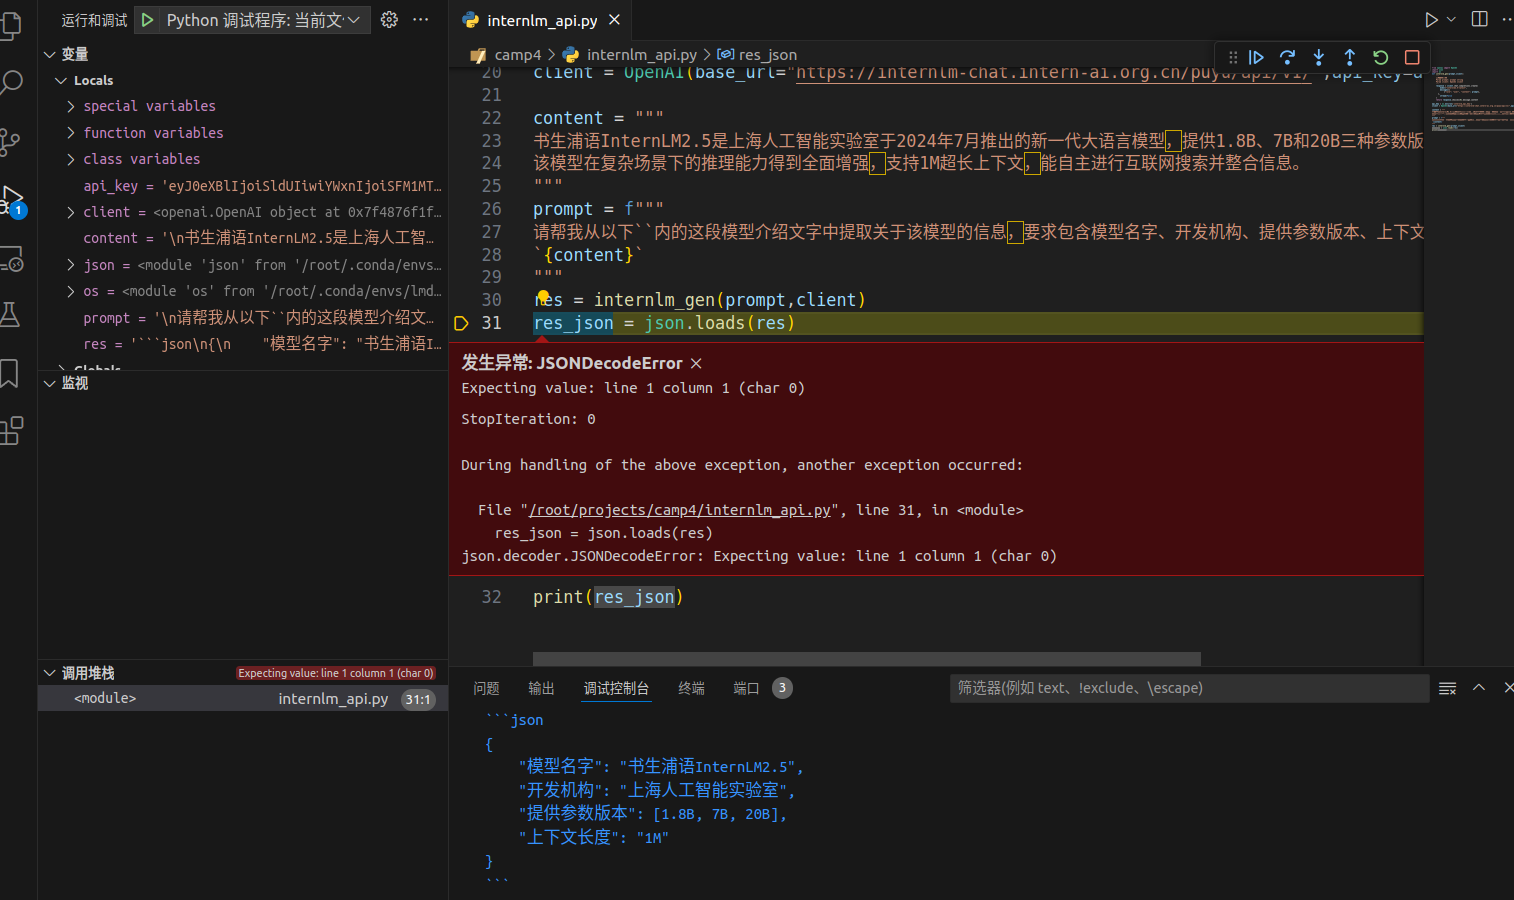 运行和调试 Python 调试程序: 当前文 ···
变量
Locals
special variables
function variables
class variables
api_key = 'eyJ0eXBlIjoiSldUIiwiYWxnIjoiSFM1MT…
client = <openai.OpenAI object at 0x7f4876f1f…
content = '\n书生浦语InternLM2.5是上海人工智…
json = <module 'json' from '/root/.conda/envs…
os = <module 'os' from '/root/.conda/envs/lmd…
prompt = '\n请帮我从以下``内的这段模型介绍文…
res = '```json\n{\n    "模型名字": "书生浦语I…
Globals
监视
调用堆栈 Expecting value: line 1 column 1 (char 0)
<module> internlm_api.py 31:1
1
internlm_api.py
camp4 > internlm_api.py > res_json
20 client = OpenAI(base_url="https://internlm-chat.intern-ai.org.cn/puyu/api/v1/",api_key=a
21
22 content = """
23 书生浦语InternLM2.5是上海人工智能实验室于2024年7月推出的新一代大语言模型，提供1.8B、7B和20B三种参数版
24 该模型在复杂场景下的推理能力得到全面增强，支持1M超长上下文，能自主进行互联网搜索并整合信息。
25 """
26 prompt = f"""
27 请帮我从以下``内的这段模型介绍文字中提取关于该模型的信息，要求包含模型名字、开发机构、提供参数版本、上下文
28 `{content}`
29 """
30 res = internlm_gen(prompt,client)
31 res_json = json.loads(res)
发生异常: JSONDecodeError
Expecting value: line 1 column 1 (char 0)
StopIteration: 0
During handling of the above exception, another exception occurred:
File "/root/projects/camp4/internlm_api.py", line 31, in <module>
res_json = json.loads(res)
json.decoder.JSONDecodeError: Expecting value: line 1 column 1 (char 0)
32 print(res_json)
问题 输出 调试控制台 终端 端口 3 筛选器(例如 text、!exclude、\escape)
```json
{
"模型名字": "书生浦语InternLM2.5",
"开发机构": "上海人工智能实验室",
"提供参数版本": [1.8B, 7B, 20B],
"上下文长度": "1M"
}
```